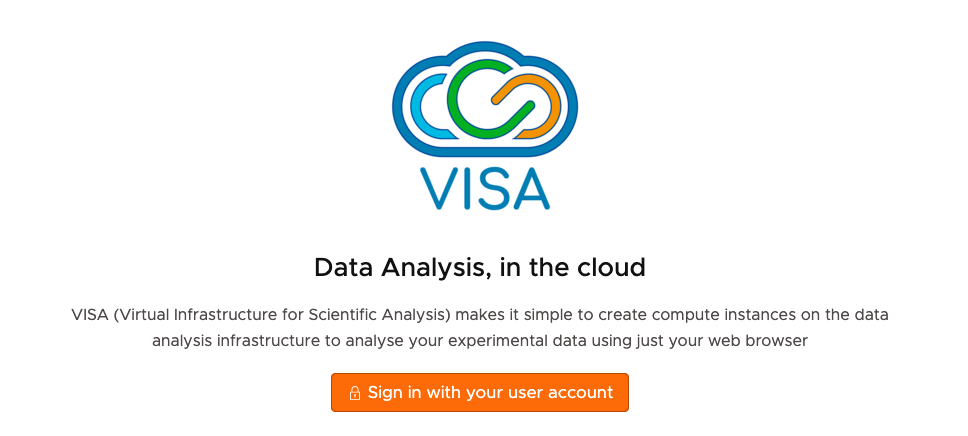 VISA
Data Analysis, in the cloud
VISA (Virtual Infrastructure for Scientific Analysis) makes it simple to create compute instances on the data
analysis infrastructure to analyse your experimental data using just your web browser
Sign in with your user account